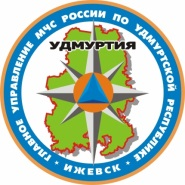 ГЛАВНОЕ УПРАВЛЕНИЕ МЧС РОССИИ ПО УДМУРТСКОЙ РЕСПУБЛИКЕ
УДМУРТИЯ
ИЖЕВСК